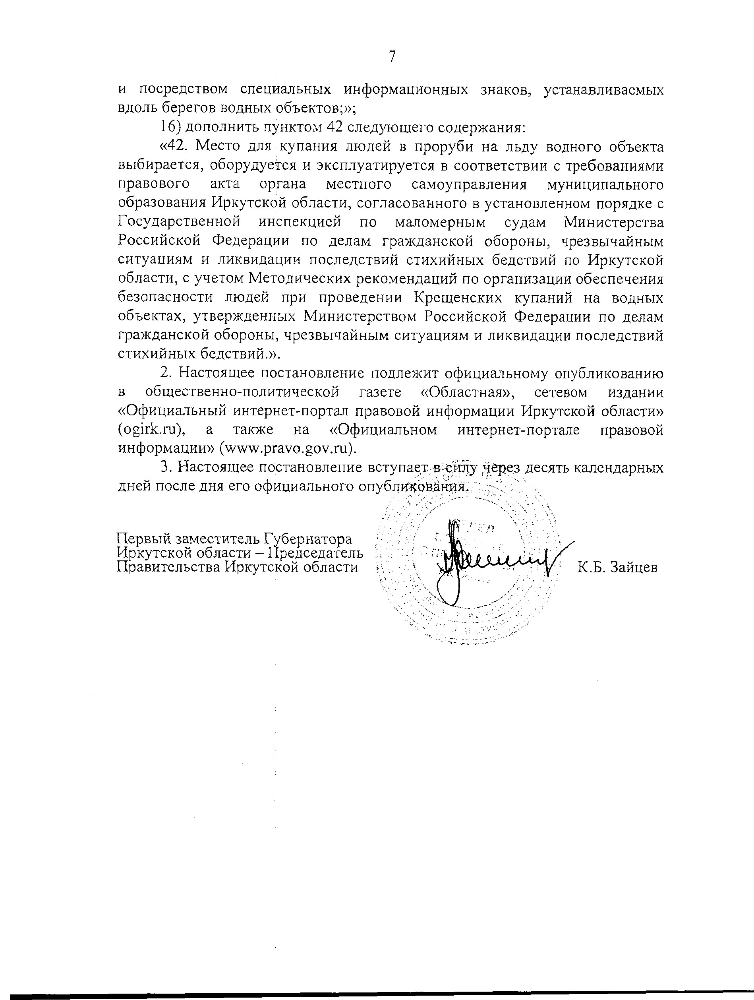 7
и посредством специальных информационных знаков, устанавливаемых
вдоль берегов водных объектов;»;
16) дополнить пунктом 42 следующего содержания:
«42. Место для купания людей в проруби на льду водного объекта
выбирается, оборудуется и эксплуатируется в соответствии с требованиями
правового акта органа местного самоуправления муниципального
образования Иркутской области, согласованного в установленном порядке с
Государственной инспекцией по маломерным судам Министерства
Российской Федерации по делам гражданской обороны, чрезвычайным
ситуациям и ликвидации последствий стихийных бедствий по Иркутской
области, с учетом Методических рекомендаций по организации обеспечения
безопасности людей при проведении Крещенских купаний на водных
объектах, утвержденных Министерством Российской Федерации по делам
гражданской обороны, чрезвычайным ситуациям и ликвидации последствий
стихийных бедствий.».
2. Настоящее постановление подлежит официальному опубликованию
в общественно-политической газете «Областная», сетевом издании
«Официальный интернет-портал правовой информации Иркутской области»
(ogirk.ru), а также на «Официальном интернет-портале правовой
информации» (www.pravo.gov.ru).
3. Настоящее постановление вступает в силу через десять календарных
дней после дня его официального опубликования.
Первый заместитель Губернатора
Иркутской области – Председатель
Правительства Иркутской области
К.Б. Зайцев